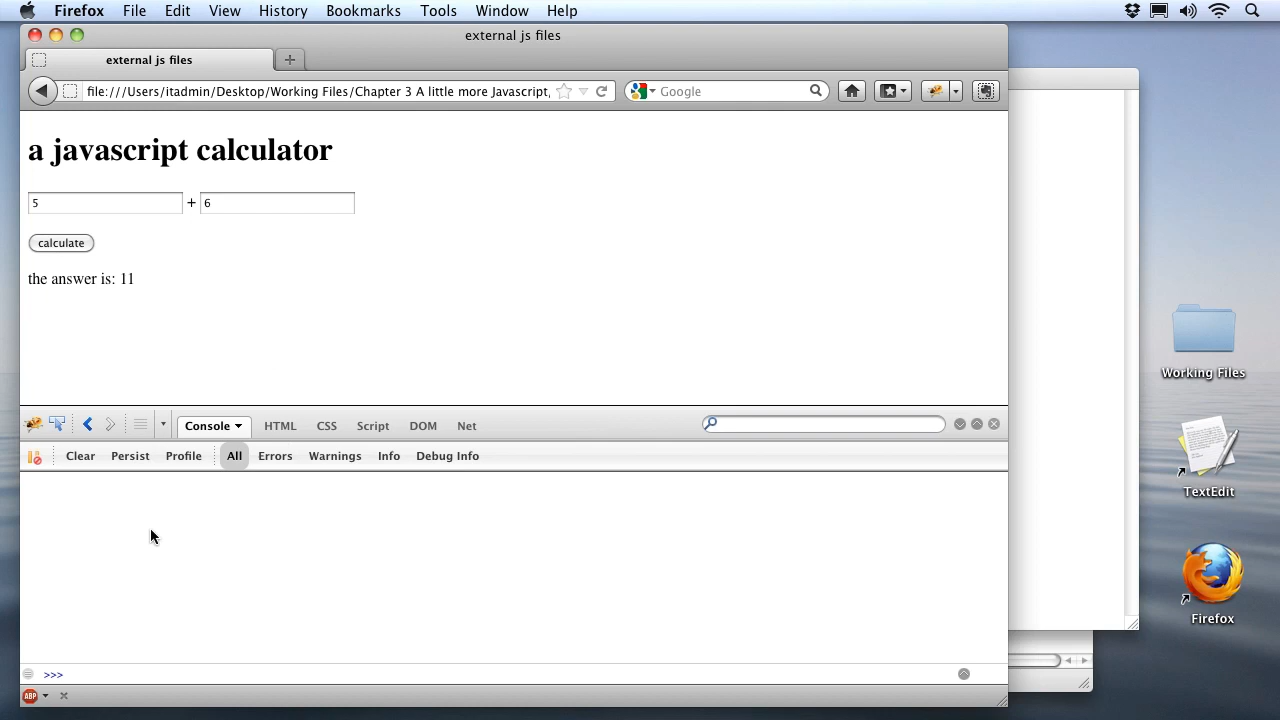 Firefox File Edit View History Bookmarks Tools Window Help
external js files
external js files
file:///Users/itadmin/Desktop/Working Files/Chapter 3 A little more Javascript,
Google
a javascript calculator
5 + 6
calculate
the answer is: 11
Console HTML CSS Script DOM Net
Clear Persist Profile All Errors Warnings Info Debug Info
>>>
ABP
Working Files
TextEdit
Firefox